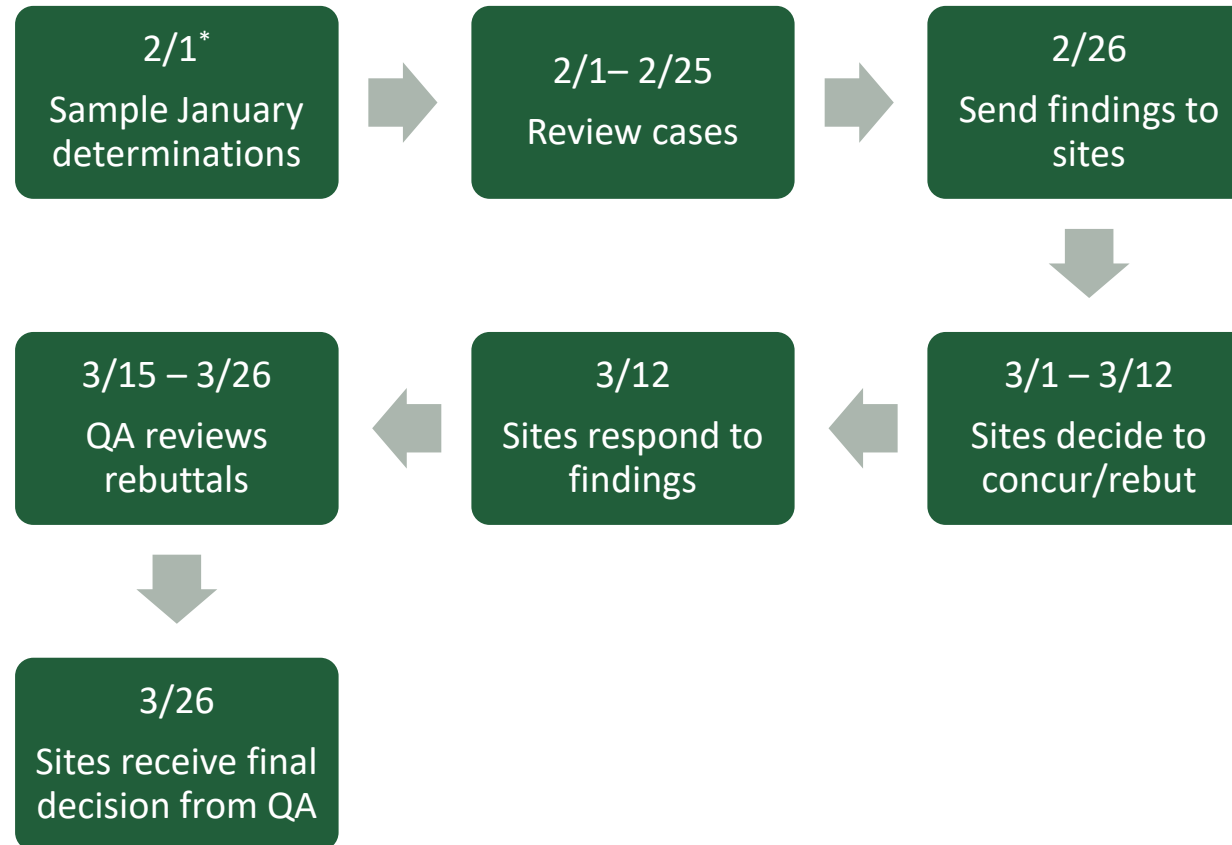 2/1*
Sample January
determinations
2/1– 2/25
Review cases
2/26
Send findings to
sites
3/1 – 3/12
Sites decide to
concur/rebut
3/12
Sites respond to
findings
3/15 – 3/26
QA reviews
rebuttals
3/26
Sites receive final
decision from QA